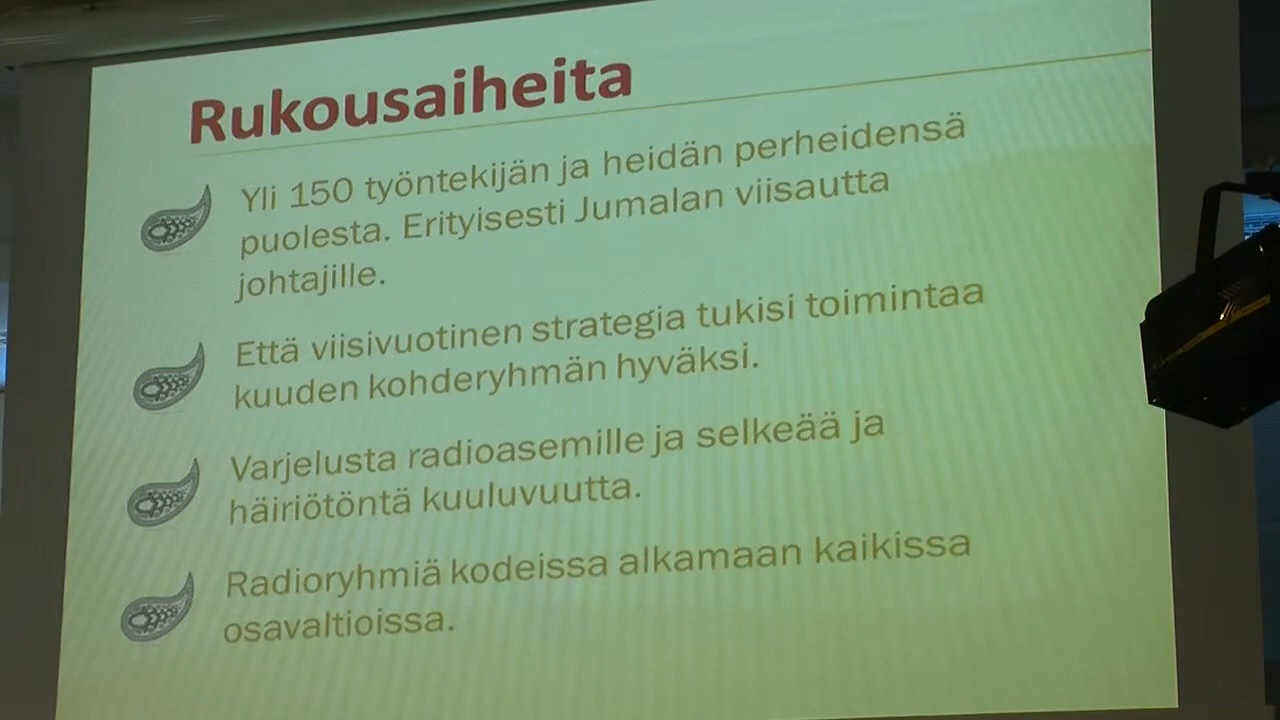 Rukousaiheita
Yli 150 työntekijän ja heidän perheidensä
puolesta. Erityisesti Jumalan viisautta
johtajille.
Että viisivuotinen strategia tukisi toimintaa
kuuden kohderyhmän hyväksi.
Varjelusta radioasemille ja selkeää ja
häiriötöntä kuuluvuutta.
Radioryhmiä kodeissa alkamaan kaikissa
osavaltioissa.